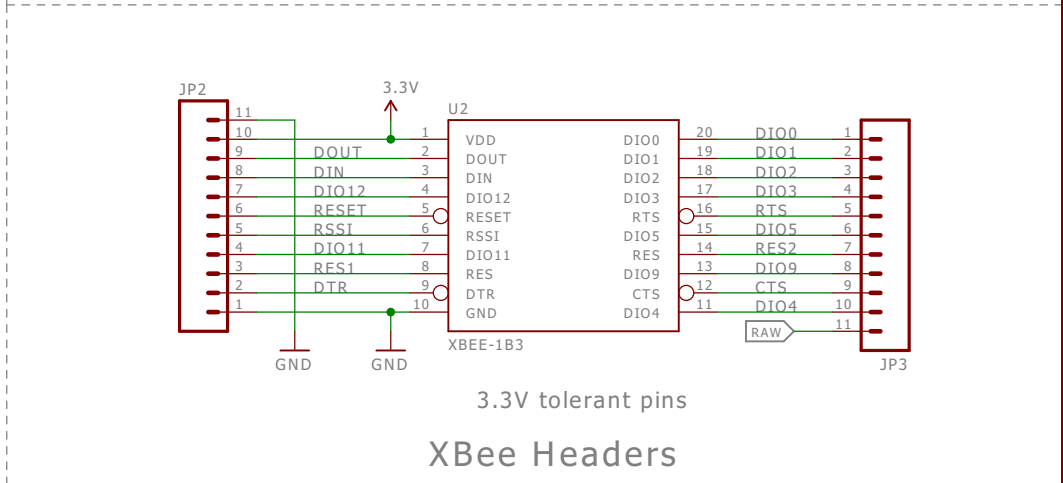 3.3V
JP2
U2
11
10 1 VDD DIO0 20 DIO0 1
9 DOUT 2 DOUT DIO1 19 DIO1 2
8 DIN 3 DIN DIO2 18 DIO2 3
7 DIO12 4 DIO12 DIO3 17 DIO3 4
6 RESET 5 RESET RTS 16 RTS 5
5 RSSI 6 RSSI DIO5 15 DIO5 6
4 DIO11 7 DIO11 RES 14 RES2 7
3 RES1 8 RES DIO9 13 DIO9 8
2 DTR 9 DTR CTS 12 CTS 9
1 10 GND DIO4 11 DIO4 10
RAW 11
XBEE-1B3
GND GND JP3
3.3V tolerant pins
XBee Headers